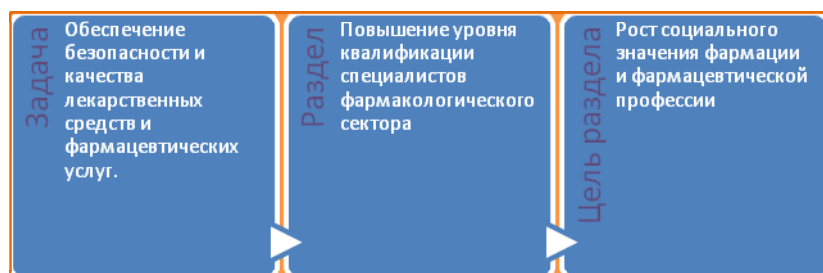 Задача
Обеспечение
безопасности и
качества
лекарственных
средств и
фармацевтических
услуг.
Раздел
Повышение уровня
квалификации
специалистов
фармакологического
сектора
Цель раздела
Рост социального
значения фармации
и фармацевтической
профессии